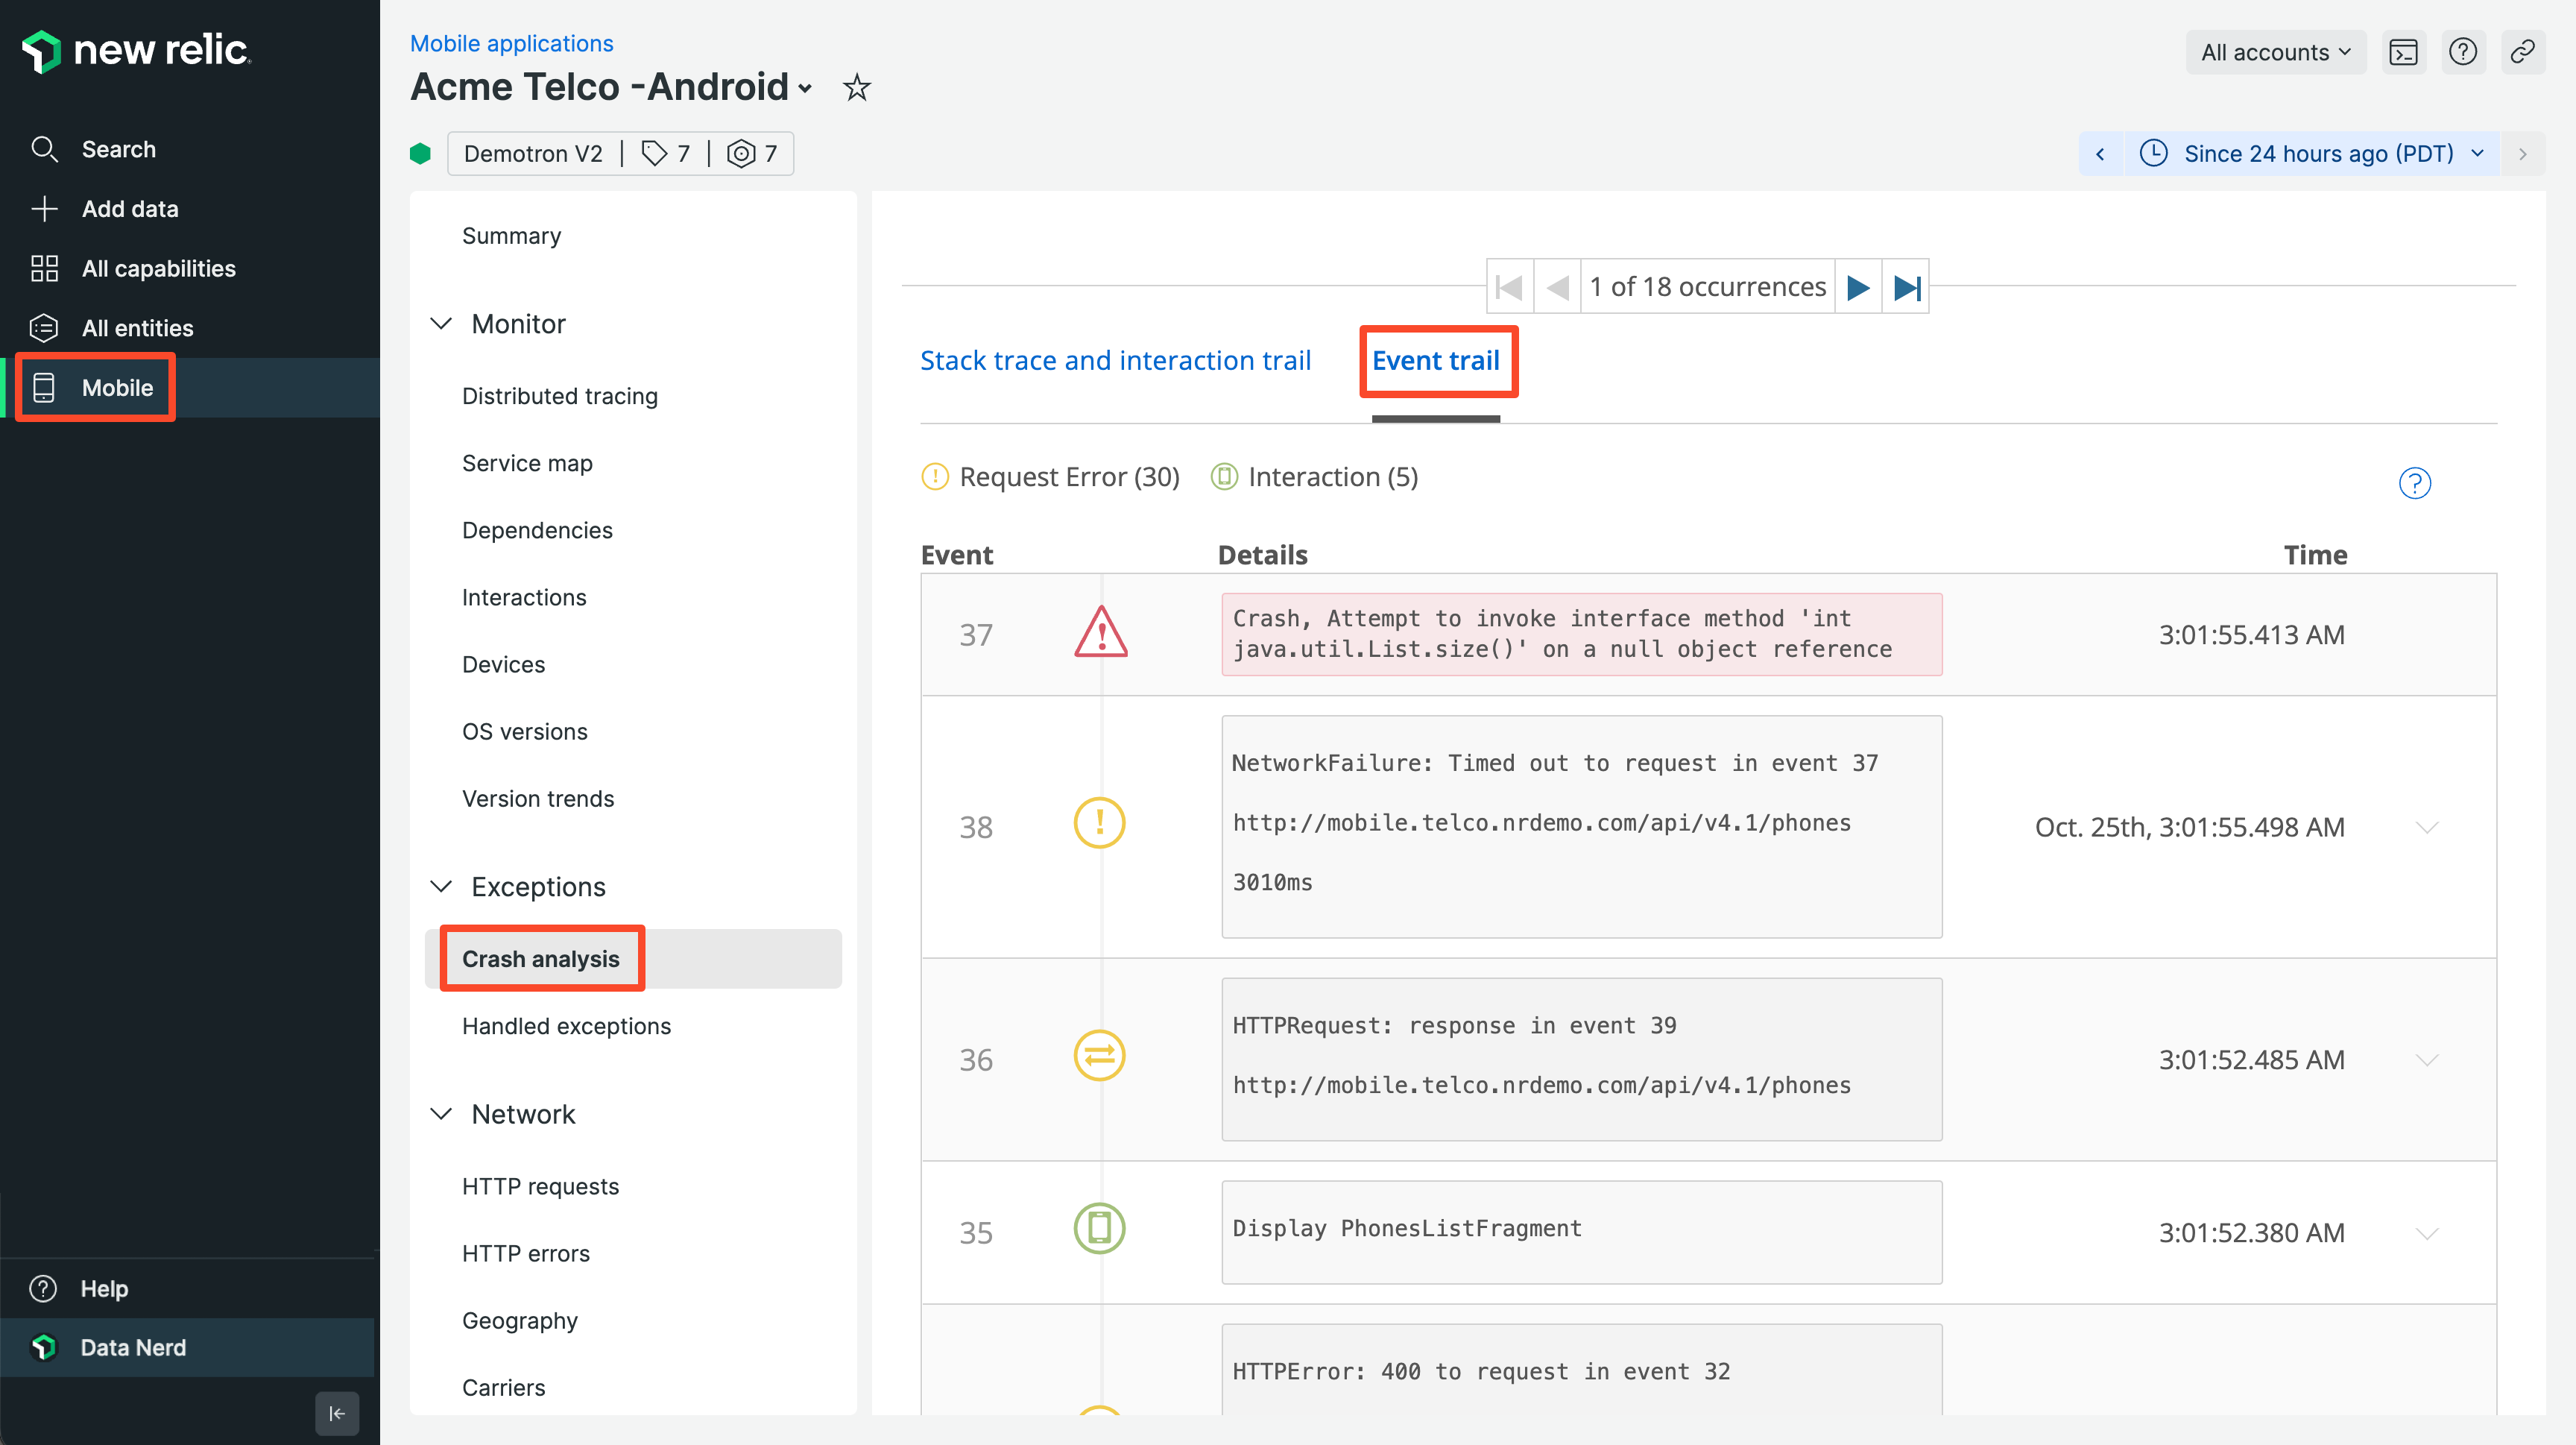 new relic.
Search
Add data
All capabilities
All entities
Mobile
Help
Data Nerd
Mobile applications
Acme Telco -Android
All accounts
Demotron V2 | 7 | 7
Since 24 hours ago (PDT)
Summary
Monitor
Distributed tracing
Service map
Dependencies
Interactions
Devices
OS versions
Version trends
Exceptions
Crash analysis
Handled exceptions
Network
HTTP requests
HTTP errors
Geography
Carriers
1 of 18 occurrences
Stack trace and interaction trail
Event trail
Request Error (30)
Interaction (5)
Event
Details
Time
37
Crash, Attempt to invoke interface method 'int
java.util.List.size()' on a null object reference
3:01:55.413 AM
38
NetworkFailure: Timed out to request in event 37
http://mobile.telco.nrdemo.com/api/v4.1/phones
3010ms
Oct. 25th, 3:01:55.498 AM
36
HTTPRequest: response in event 39
http://mobile.telco.nrdemo.com/api/v4.1/phones
3:01:52.485 AM
35
Display PhonesListFragment
3:01:52.380 AM
HTTPError: 400 to request in event 32